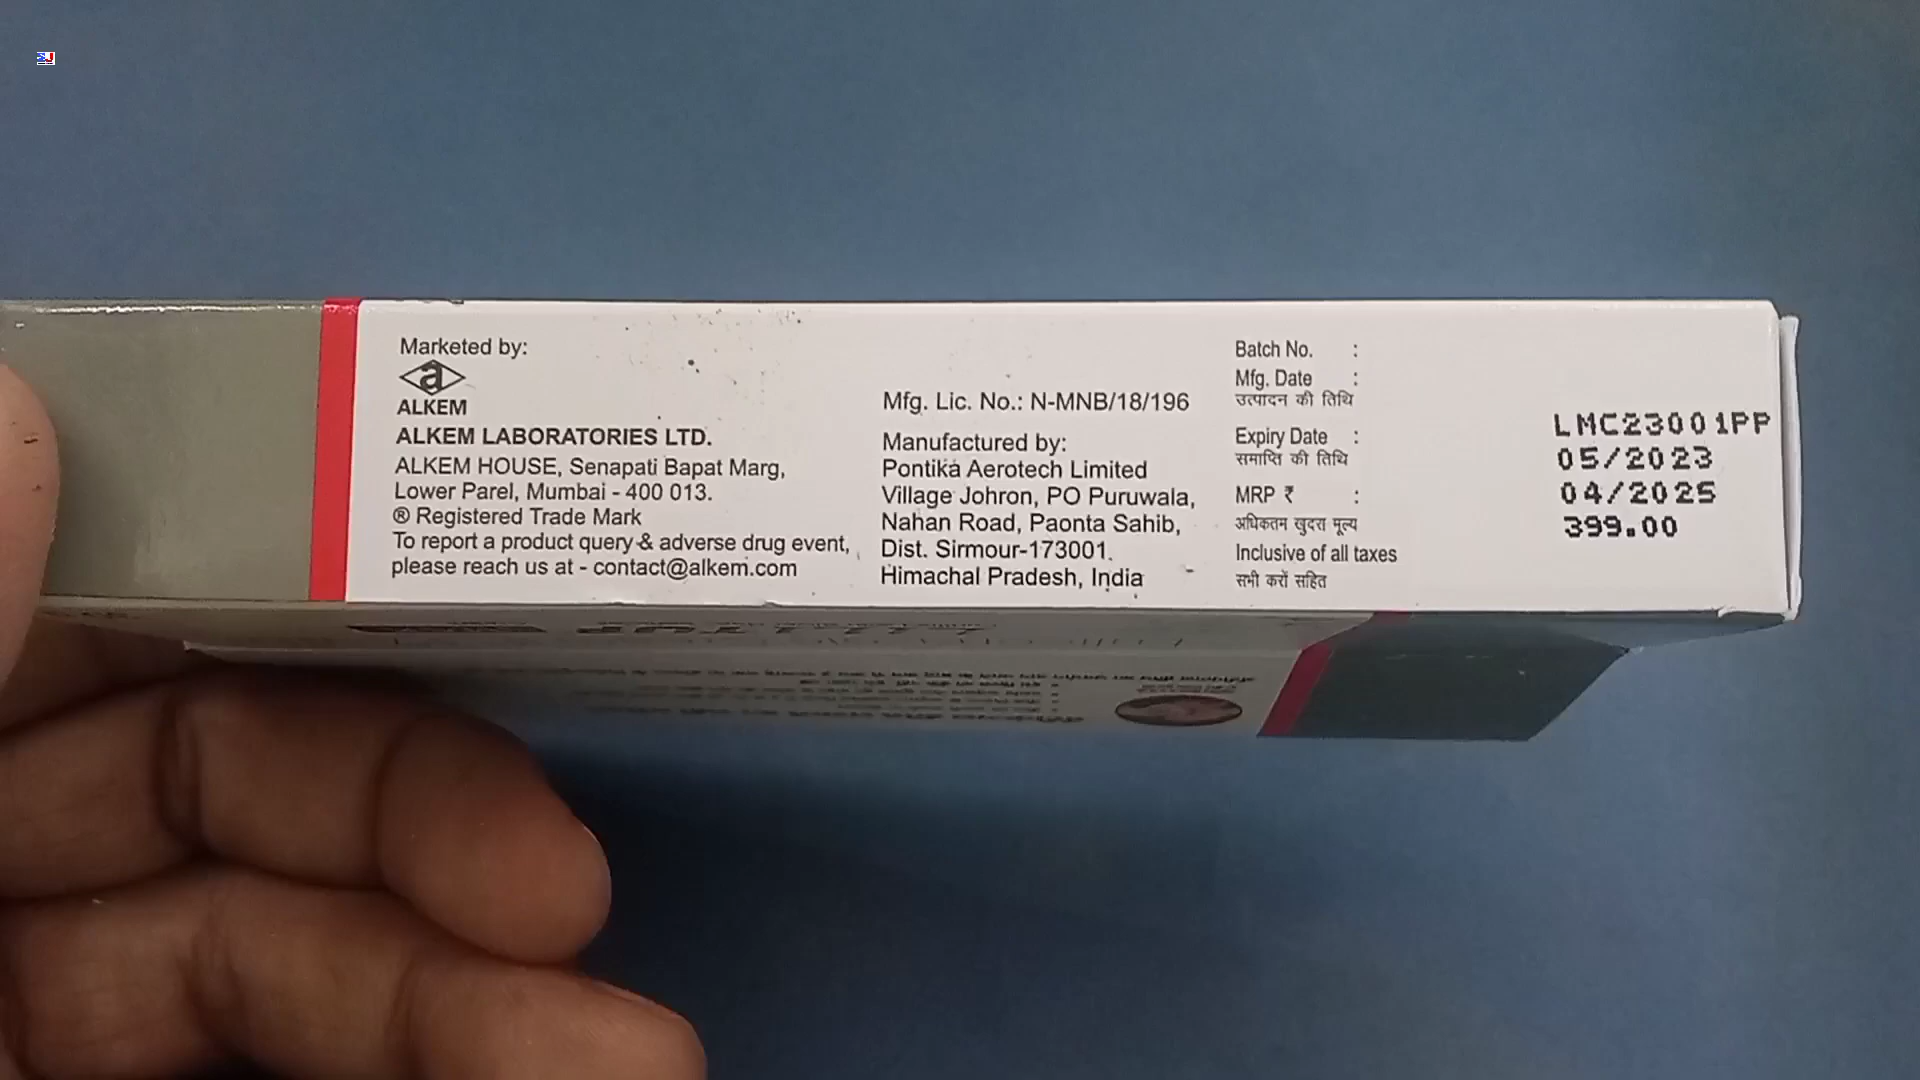 Marketed by:
a
ALKEM
ALKEM LABORATORIES LTD.
ALKEM HOUSE, Senapati Bapat Marg,
Lower Parel, Mumbai - 400 013.
® Registered Trade Mark
To report a product query & adverse drug event,
please reach us at - contact@alkem.com
Mfg. Lic. No.: N-MNB/18/196
Manufactured by:
Pontika Aerotech Limited
Village Johron, PO Puruwala,
Nahan Road, Paonta Sahib,
Dist. Sirmour-173001.
Himachal Pradesh, India
Batch No. :
Mfg. Date :
उत्पादन की तिथि
Expiry Date :
समाप्ति की तिथि
MRP ₹ :
अधिकतम खुदरा मूल्य
Inclusive of all taxes
सभी करों सहित
LMC23001PP
05/2023
04/2025
399.00